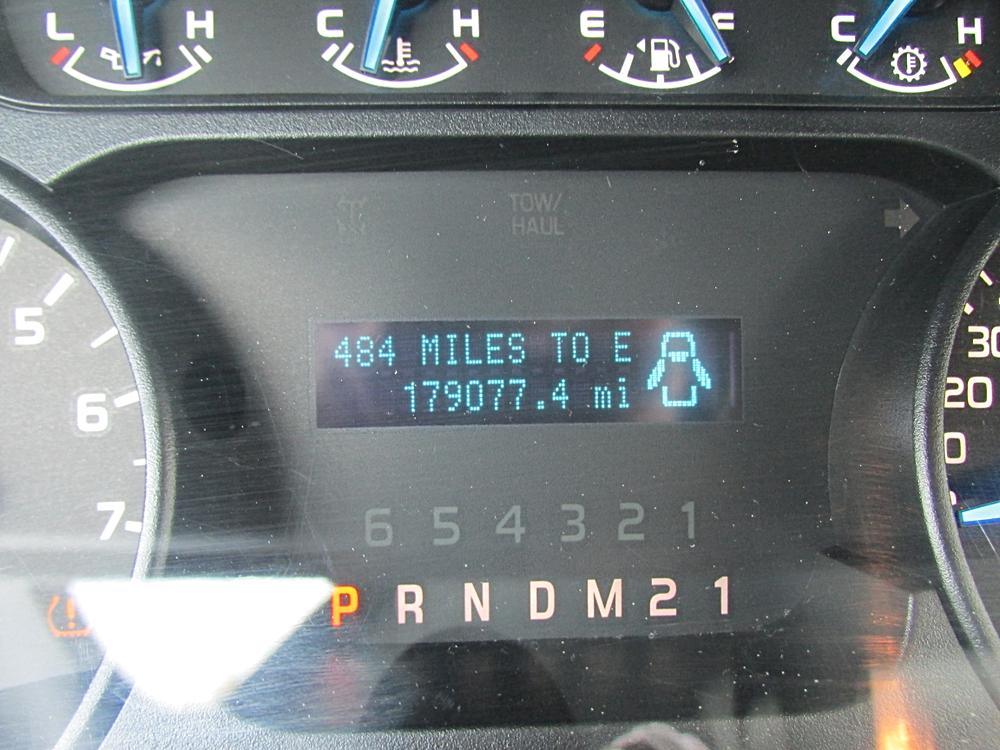 L H C H E F C H
TOW/
HAUL
5
6
7
484 MILES TO E
179077.4 mi
30
20
0
6 5 4 3 2 1
P R N D M 2 1